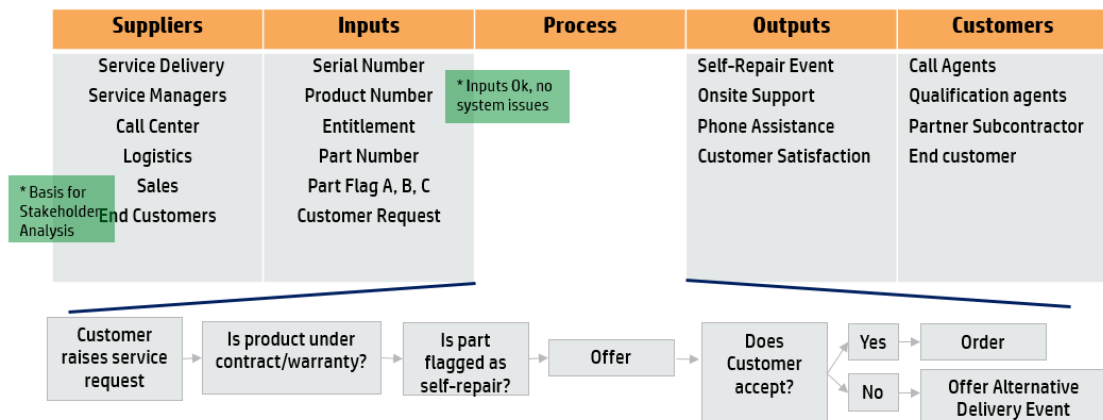 Suppliers
Inputs
Process
Outputs
Customers
Service Delivery
Service Managers
Call Center
Logistics
Sales
End Customers
* Basis for
Stakeholder
Analysis
Serial Number
Product Number
Entitlement
Part Number
Part Flag A, B, C
Customer Request
* Inputs Ok, no
system issues
Self-Repair Event
Onsite Support
Phone Assistance
Customer Satisfaction
Call Agents
Qualification agents
Partner Subcontractor
End customer
Customer
raises service
request
Is product under
contract/warranty?
Is part
flagged as
self-repair?
Offer
Does
Customer
accept?
Yes
Order
No
Offer Alternative
Delivery Event